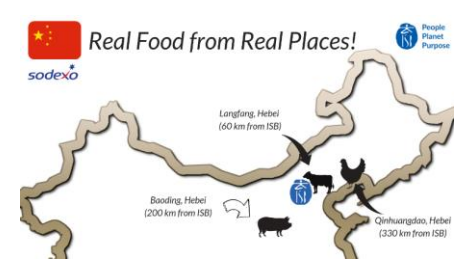 Real Food from Real Places!
sodexo
People
Planet
Purpose
Langfang, Hebei
(60 km from ISB)
Baoding, Hebei
(200 km from ISB)
Qinhuangdao, Hebei
(330 km from ISB)